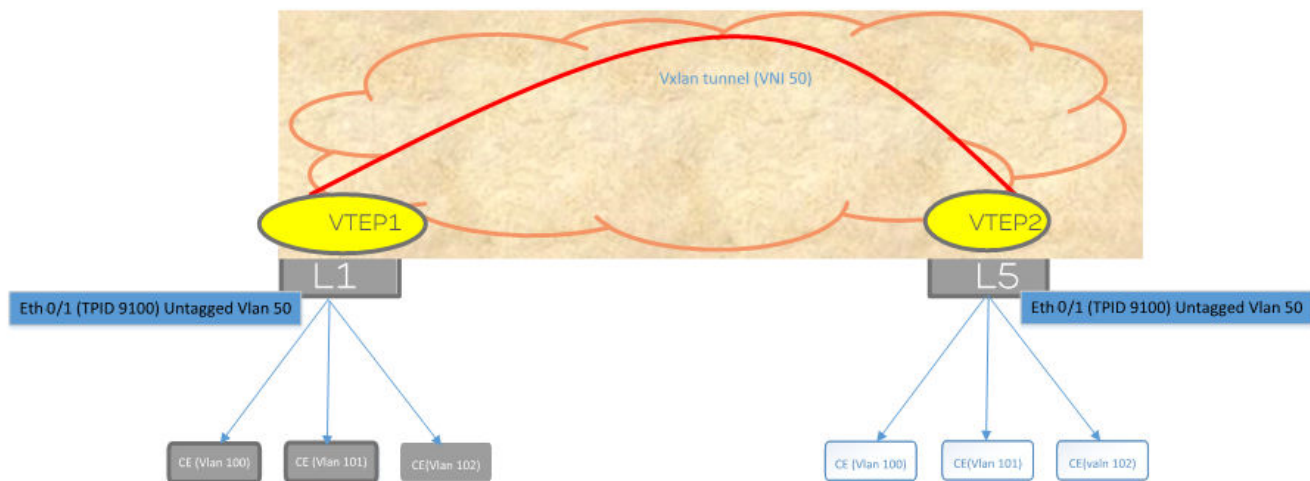 Vxlan tunnel (VNI 50)
VTEP1
VTEP2
L1
L5
Eth 0/1 (TPID 9100) Untagged Vlan 50
Eth 0/1 (TPID 9100) Untagged Vlan 50
CE (Vlan 100)
CE (Vlan 101)
CE(Vlan 102)
CE (Vlan 100)
CE(Vlan 101)
CE(valn 102)